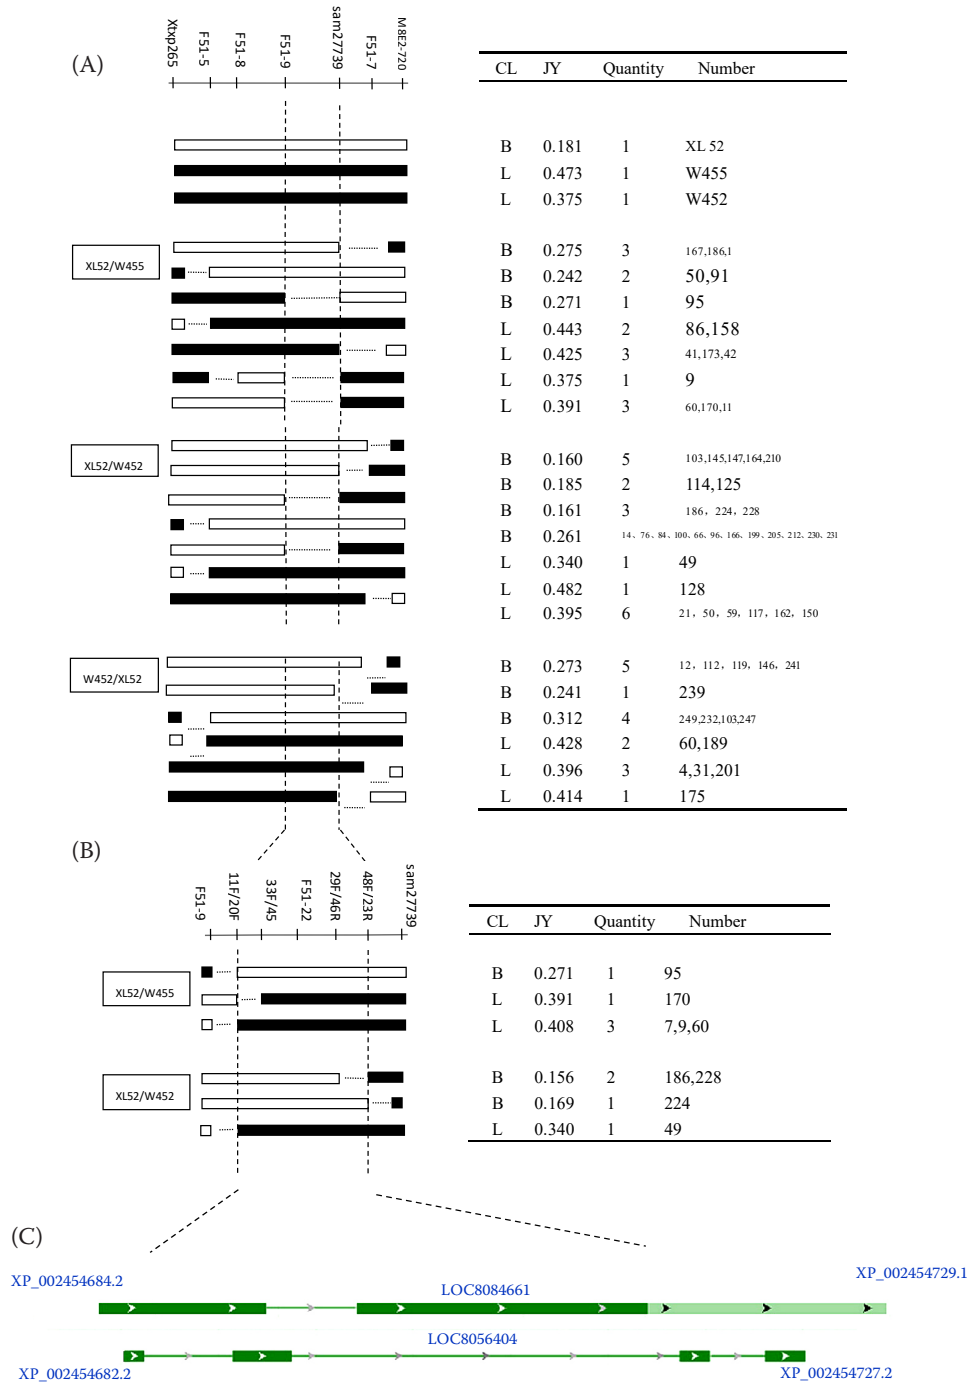 (A)
Xtxp265 F51-5 F51-8 F51-9 sam27739 F51-7 M8E2-720
CL JY Quantity Number
B 0.181 1 XL 52
L 0.473 1 W455
L 0.375 1 W452
XL52/W455
B 0.275 3 167,186,1
B 0.242 2 50,91
B 0.271 1 95
L 0.443 2 86,158
L 0.425 3 41,173,42
L 0.375 1 9
L 0.391 3 60,170,11
XL52/W452
B 0.160 5 103,145,147,164,210
B 0.185 2 114,125
B 0.161 3 186，224，228
B 0.261 14、76、84、100、66、96、166、199、205、212、230、231
L 0.340 1 49
L 0.482 1 128
L 0.395 6 21，50，59，117，162，150
W452/XL52
B 0.273 5 12，112，119，146，241
B 0.241 1 239
B 0.312 4 249,232,103,247
L 0.428 2 60,189
L 0.396 3 4,31,201
L 0.414 1 175
(B)
F51-9 11F/20F 33F/45 F51-22 29F/46R 48F/23R sam27739
CL JY Quantity Number
XL52/W455
B 0.271 1 95
L 0.391 1 170
L 0.408 3 7,9,60
XL52/W452
B 0.156 2 186,228
B 0.169 1 224
L 0.340 1 49
(C)
XP_002454684.2 LOC8084661 XP_002454729.1
LOC8056404
XP_002454682.2 XP_002454727.2